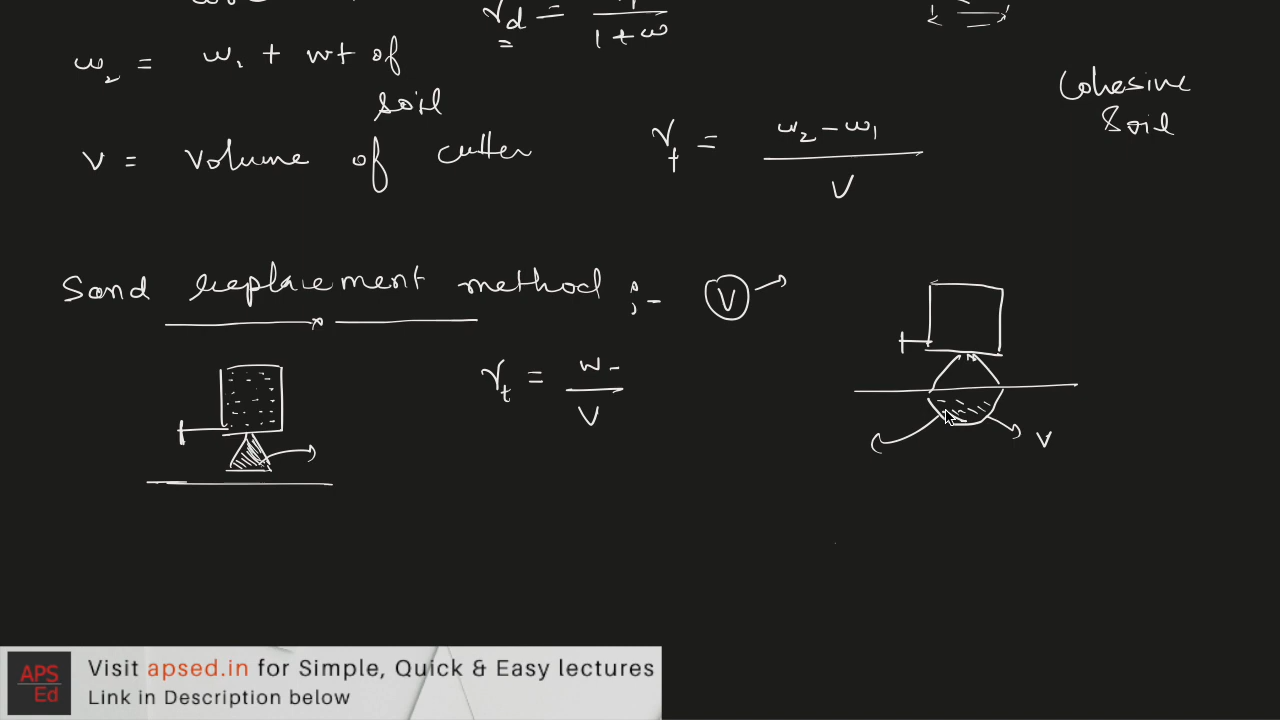 γd = / 1 + w
w2 = w1 + wt of
soil
Cohesive
Soil
V = Volume of cutter
γt = w2 - w1 / V
Sand replacement method :- V
γt = w / V
V
APS
Ed
Visit apsed.in for Simple, Quick & Easy lectures
Link in Description below